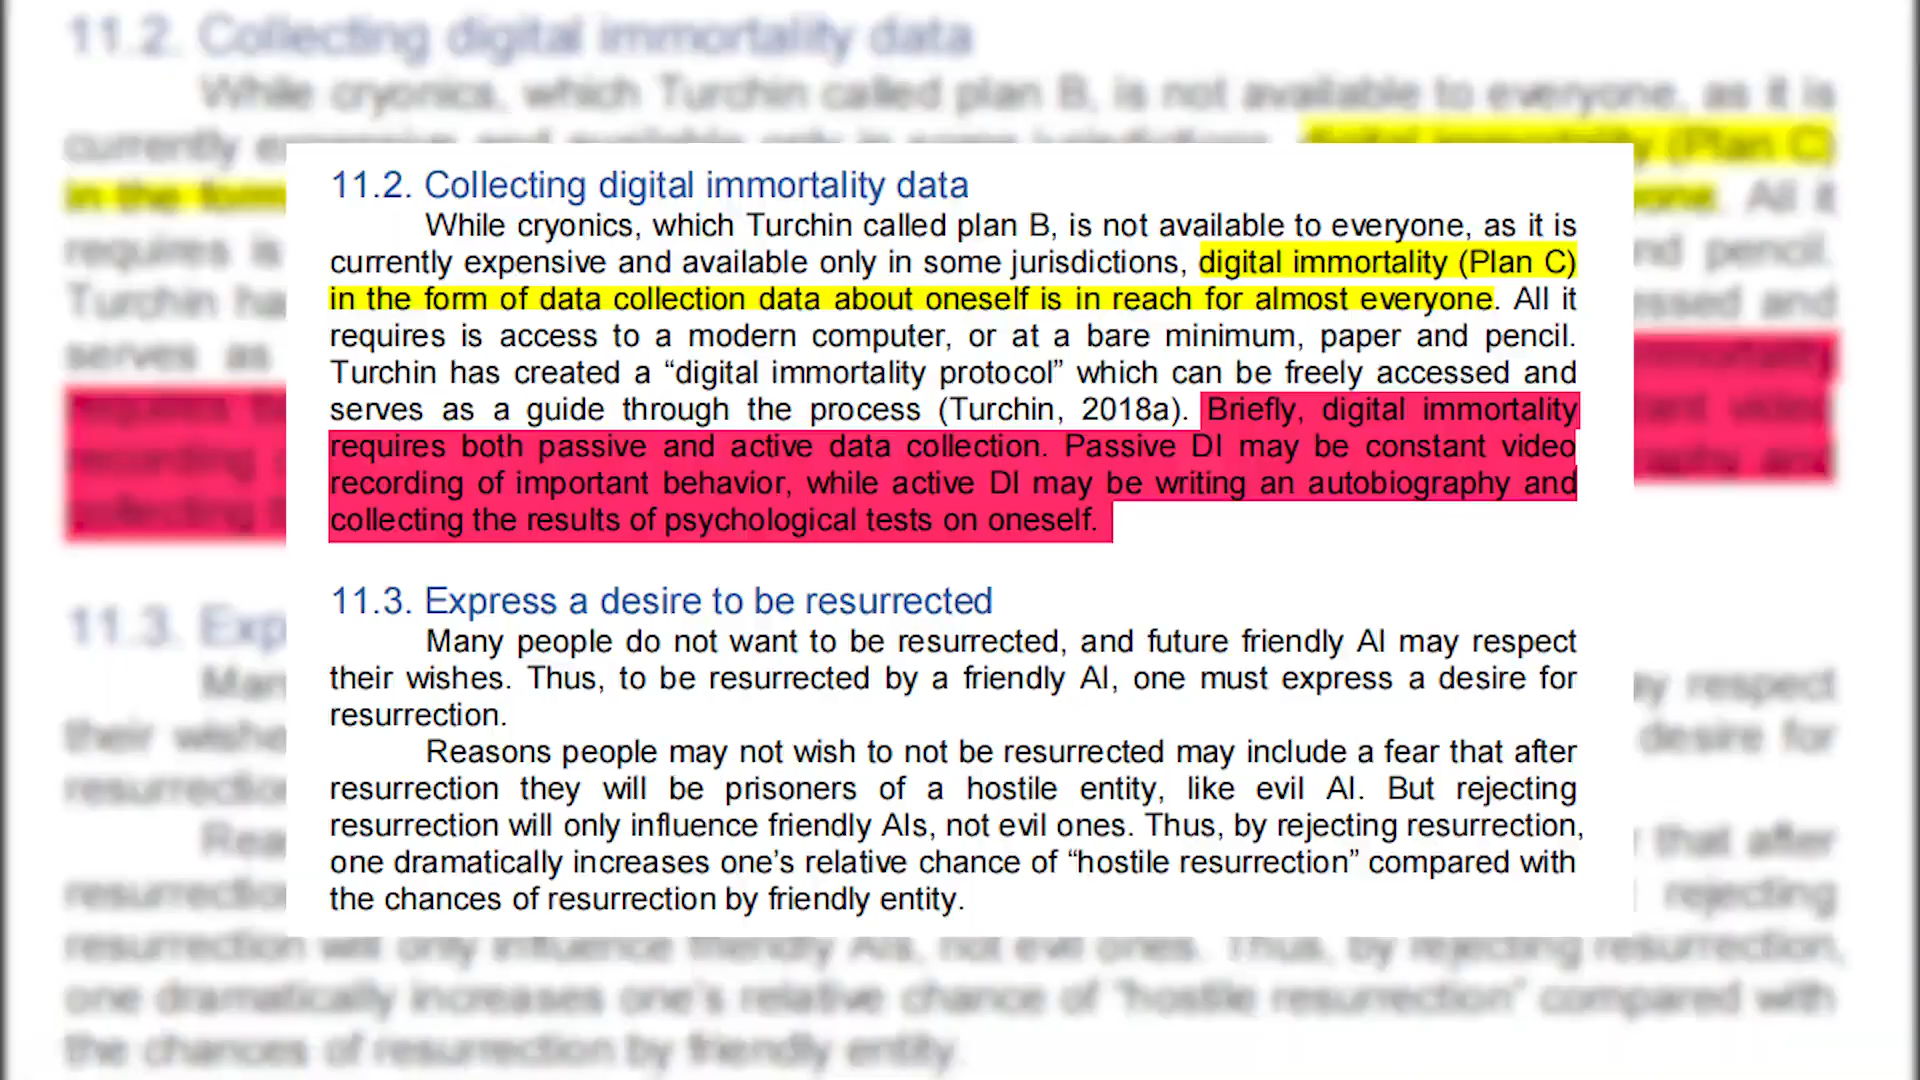 11.2. Collecting digital immortality data
While cryonics, which Turchin called plan B, is not available to everyone, as it is
currently expensive and available only in some jurisdictions, digital immortality (Plan C)
in the form of data collection data about oneself is in reach for almost everyone. All it
requires is access to a modern computer, or at a bare minimum, paper and pencil.
Turchin has created a “digital immortality protocol” which can be freely accessed and
serves as a guide through the process (Turchin, 2018a). Briefly, digital immortality
requires both passive and active data collection. Passive DI may be constant video
recording of important behavior, while active DI may be writing an autobiography and
collecting the results of psychological tests on oneself.
11.3. Express a desire to be resurrected
Many people do not want to be resurrected, and future friendly AI may respect
their wishes. Thus, to be resurrected by a friendly AI, one must express a desire for
resurrection.
Reasons people may not wish to not be resurrected may include a fear that after
resurrection they will be prisoners of a hostile entity, like evil AI. But rejecting
resurrection will only influence friendly AIs, not evil ones. Thus, by rejecting resurrection,
one dramatically increases one’s relative chance of “hostile resurrection” compared with
the chances of resurrection by friendly entity.